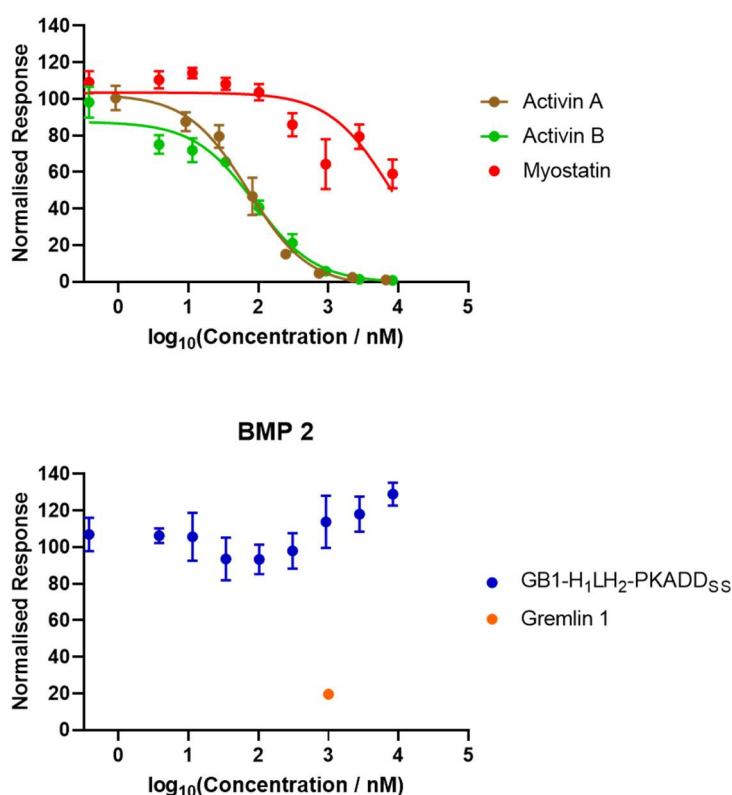 140
120
100
80
60
40
20
0
Normalised Response
0 1 2 3 4 5
log₁₀(Concentration / nM)
Activin A
Activin B
Myostatin
BMP 2
140
120
100
80
60
40
20
0
Normalised Response
0 1 2 3 4 5
log₁₀(Concentration / nM)
GB1-H₁LH₂-PKADD_SS
Gremlin 1